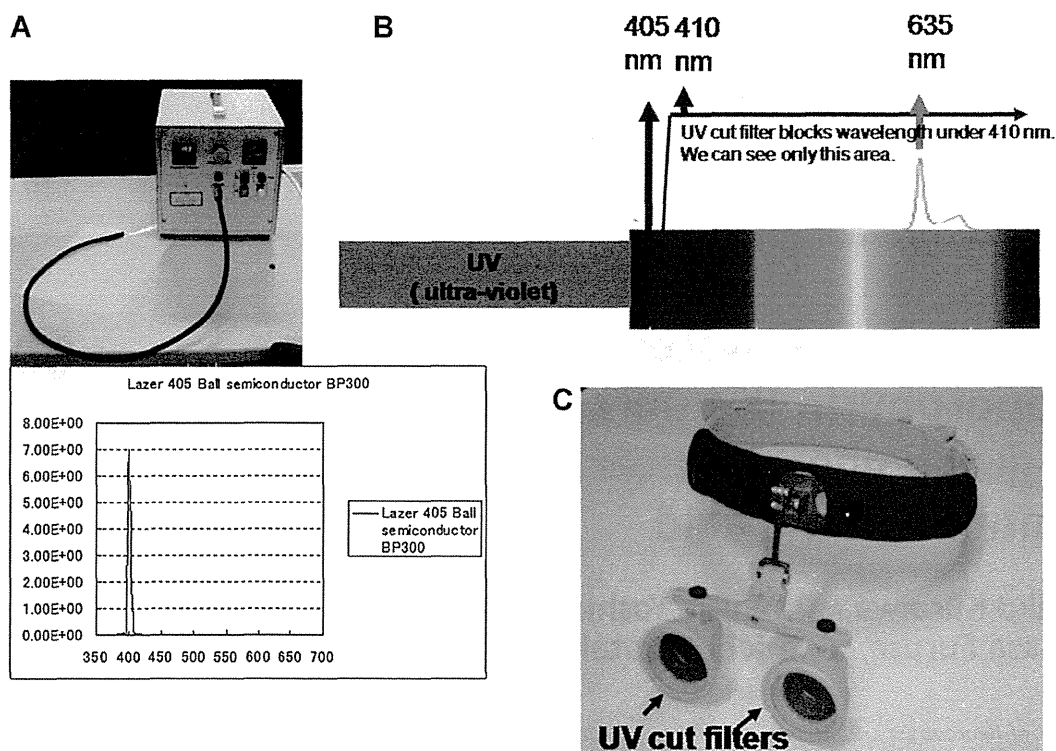 A
B
405 410
nm nm
635
nm
UV cut filter blocks wavelength under 410 nm.
We can see only this area.
UV
( ultra-violet)
Lazer 405 Ball semiconductor BP300
8.00E+00
7.00E+00
6.00E+00
5.00E+00
4.00E+00
3.00E+00
2.00E+00
1.00E+00
0.00E+00
350 400 450 500 550 600 650 700
Lazer 405 Ball
semiconductor
BP300
C
UV cut filters